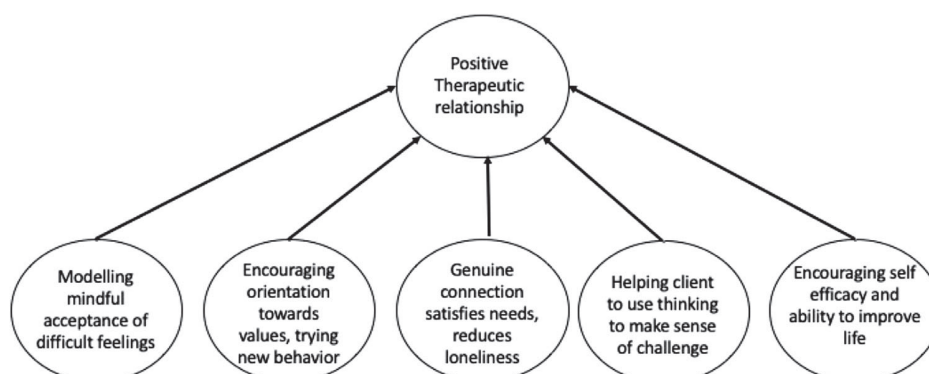 Positive
Therapeutic
relationship
Modelling
mindful
acceptance of
difficult feelings
Encouraging
orientation
towards
values, trying
new behavior
Genuine
connection
satisfies needs,
reduces
loneliness
Helping client
to use thinking
to make sense
of challenge
Encouraging self
efficacy and
ability to improve
life